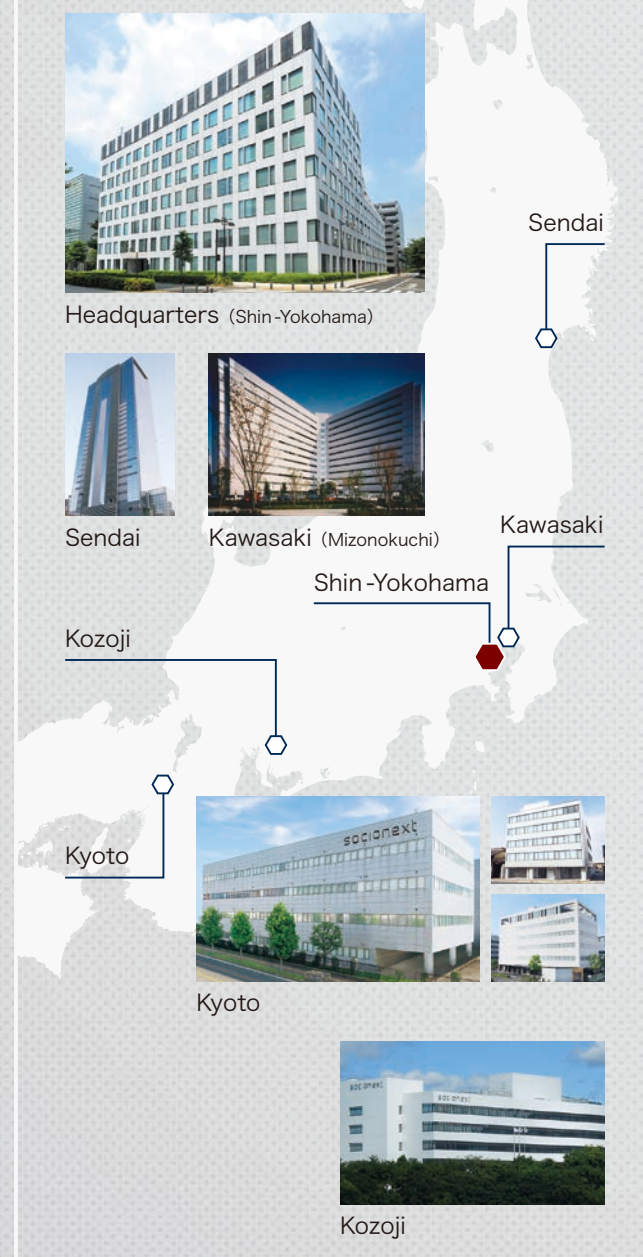 Sendai
Headquarters (Shin-Yokohama)
Sendai
Kawasaki (Mizonokuchi)
Kawasaki
Shin-Yokohama
Kozoji
socionext
Kyoto
Kyoto
socionext socionext
Kozoji